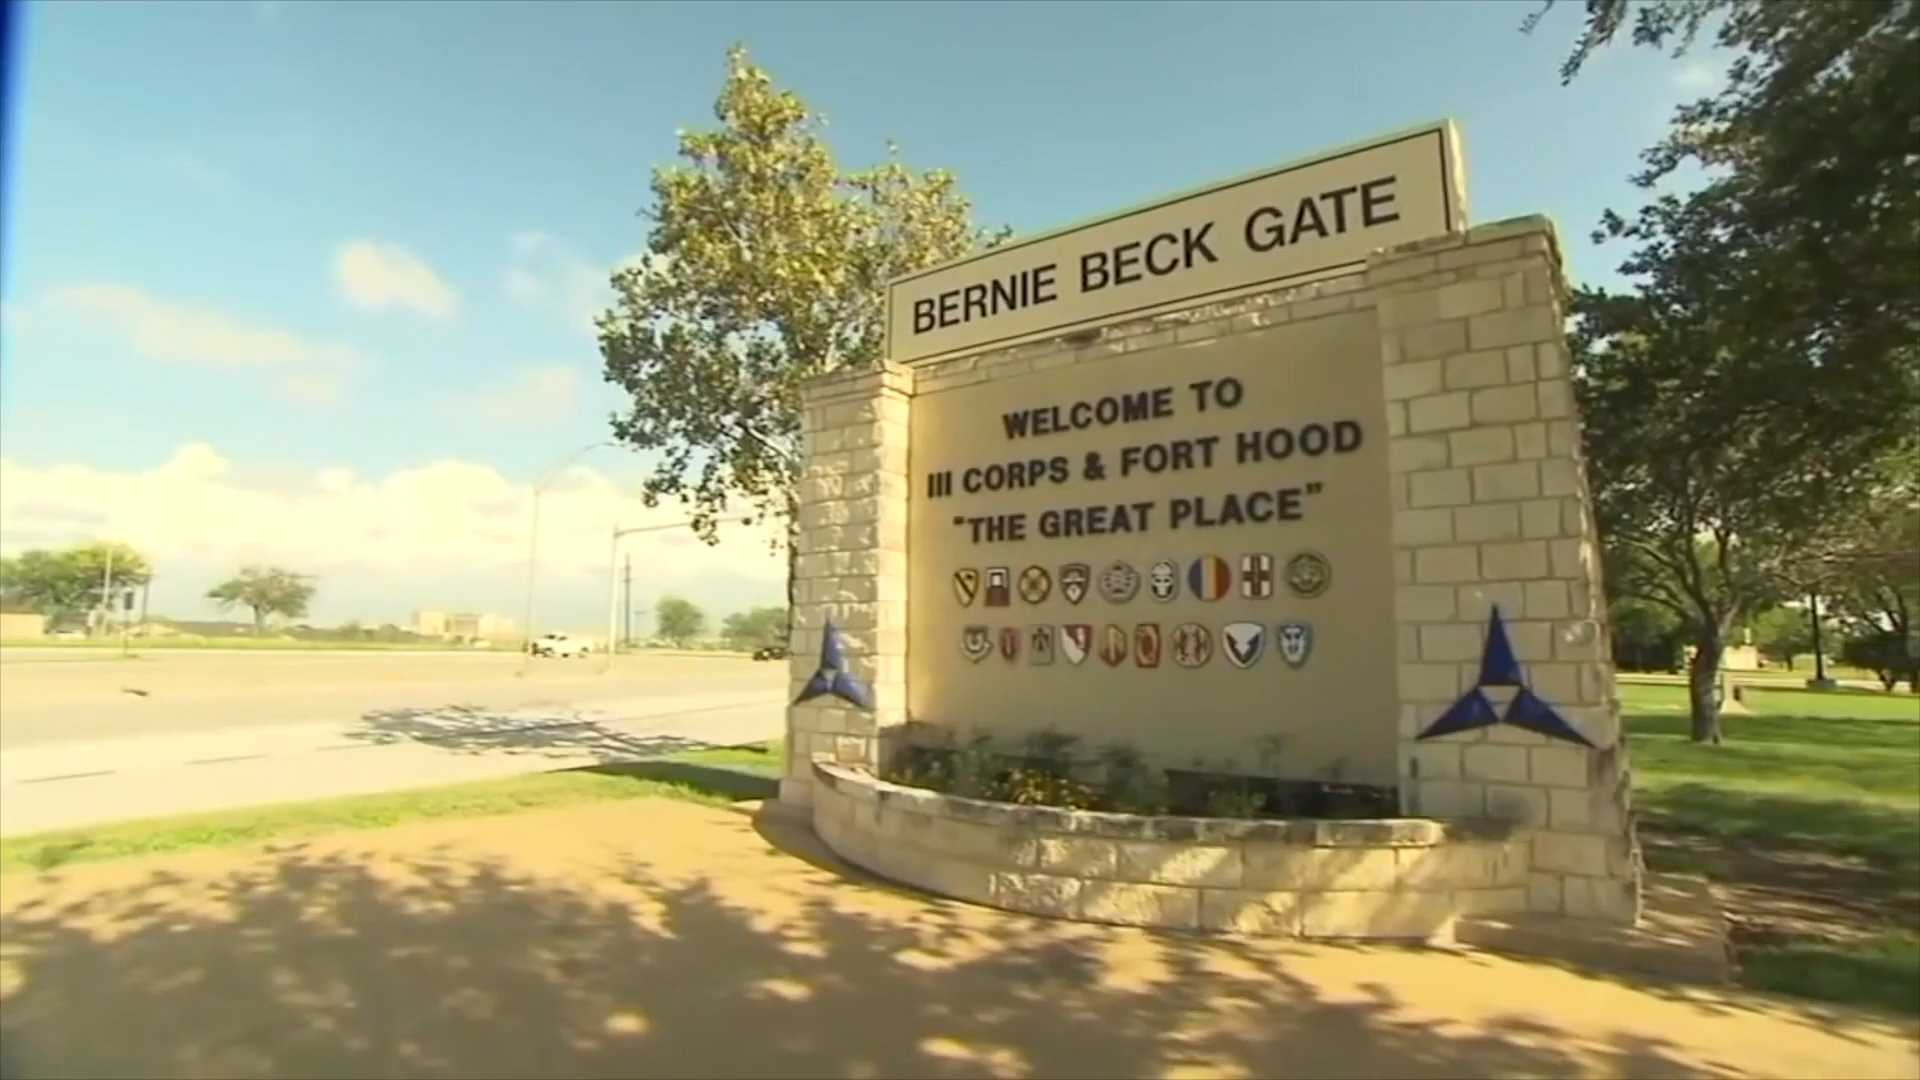 BERNIE BECK GATE
WELCOME TO
III CORPS & FORT HOOD
"THE GREAT PLACE"